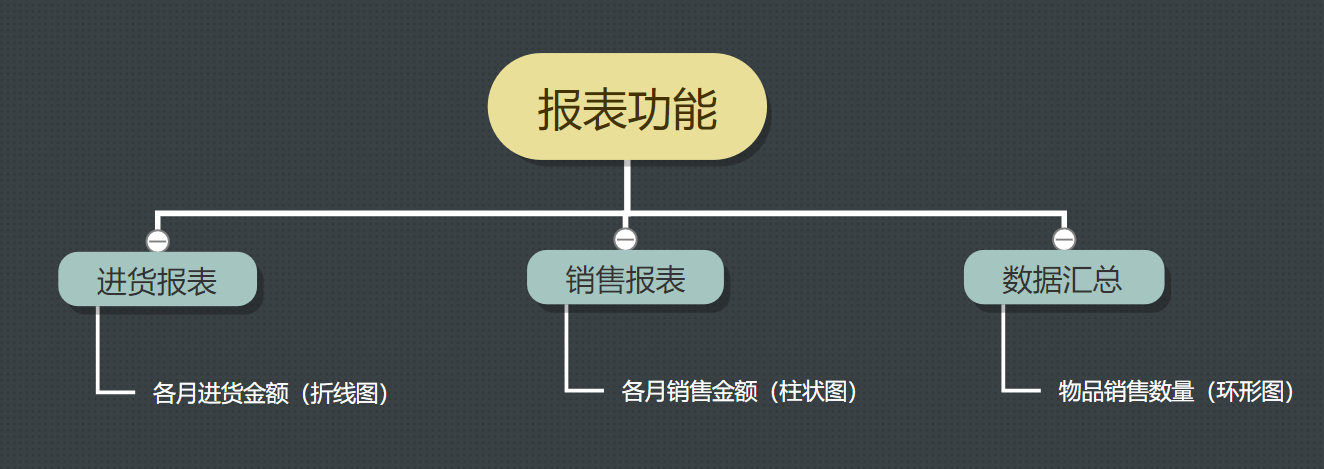 报表功能
进货报表
销售报表
数据汇总
各月进货金额（折线图）
各月销售金额（柱状图）
物品销售数量（环形图）